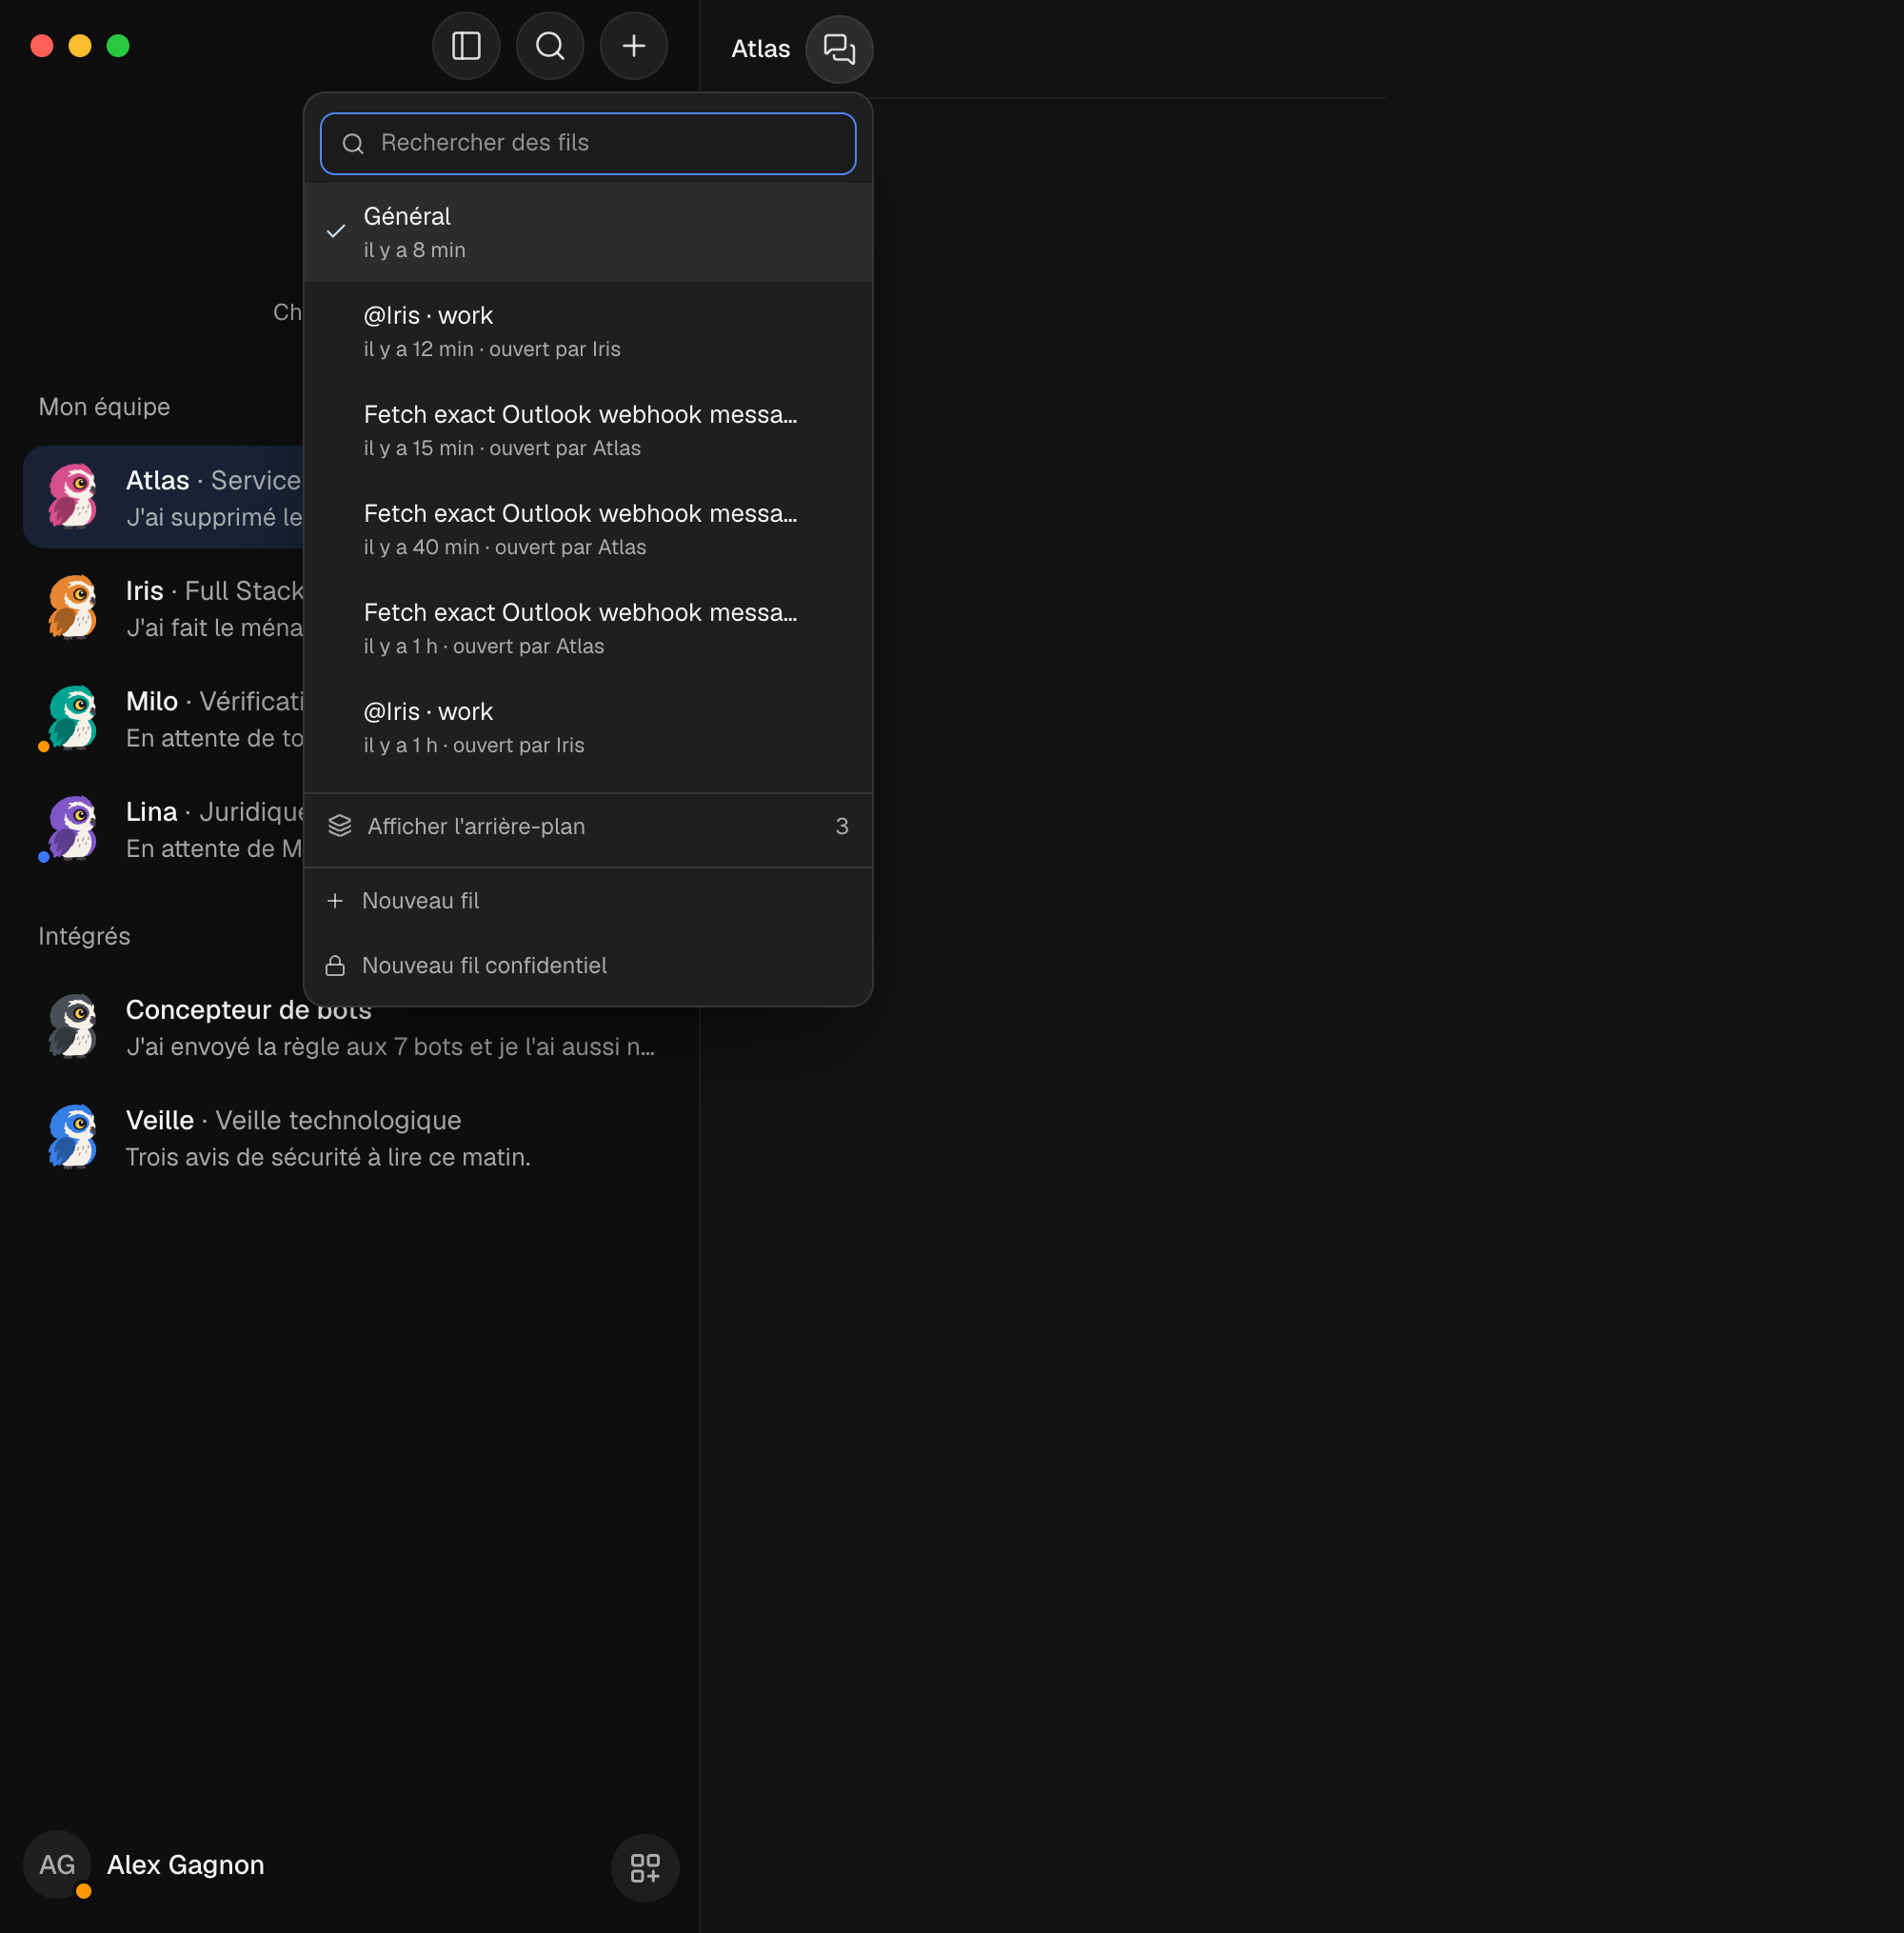 Atlas
Rechercher des fils
Général
il y a 8 min
@Iris · work
il y a 12 min · ouvert par Iris
Fetch exact Outlook webhook messa...
il y a 15 min · ouvert par Atlas
Fetch exact Outlook webhook messa...
il y a 40 min · ouvert par Atlas
Fetch exact Outlook webhook messa...
il y a 1 h · ouvert par Atlas
@Iris · work
il y a 1 h · ouvert par Iris
Afficher l'arrière-plan 3
Nouveau fil
Nouveau fil confidentiel
Ch
Mon équipe
Atlas · Service
J'ai supprimé le
Iris · Full Stack
J'ai fait le ména
Milo · Vérificati
En attente de to
Lina · Juridique
En attente de M
Intégrés
Concepteur de bots
J'ai envoyé la règle aux 7 bots et je l'ai aussi n...
Veille · Veille technologique
Trois avis de sécurité à lire ce matin.
AG Alex Gagnon